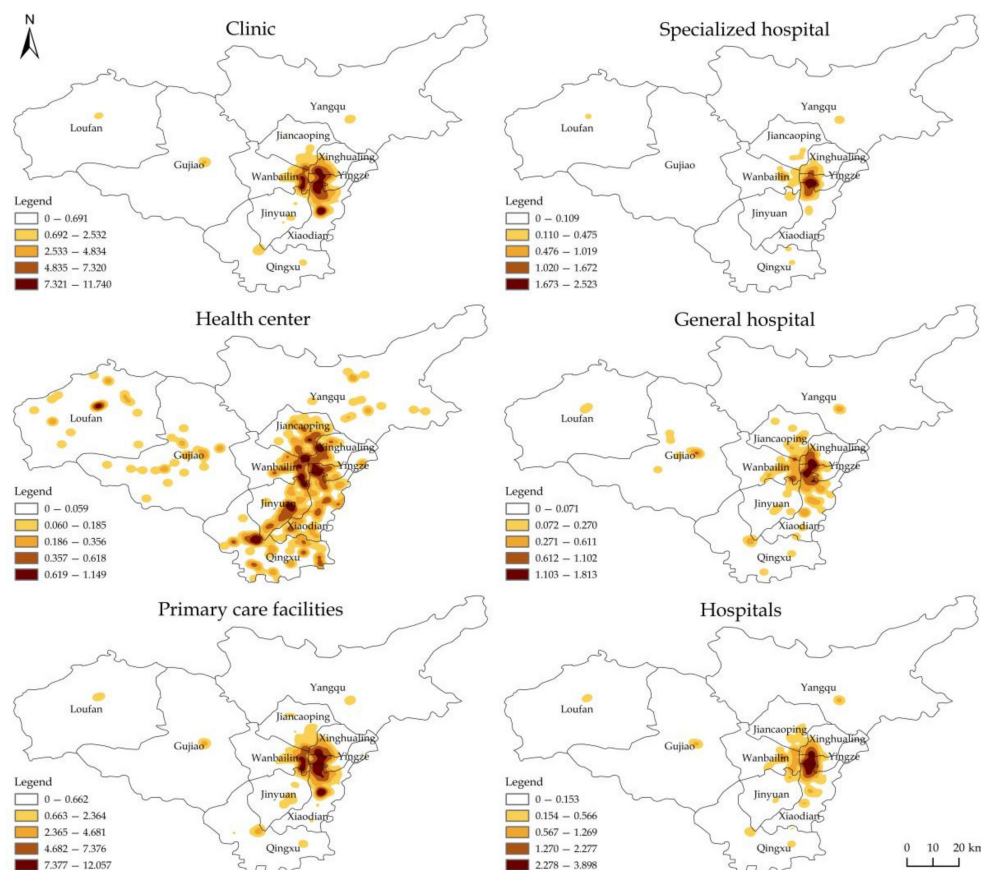 N
Clinic
Yangqu
Loufan
Jiancaoping
Gujiao
Xinghualing
Wanbailin
Yingze
Jinyuan
Xiaodian
Qingxu
Legend
0 – 0.691
0.692 – 2.532
2.533 – 4.834
4.835 – 7.320
7.321 – 11.740
Specialized hospital
Yangqu
Loufan
Jiancaoping
Gujiao
Xinghualing
Wanbailin
Yingze
Jinyuan
Xiaodian
Qingxu
Legend
0 – 0.109
0.110 – 0.475
0.476 – 1.019
1.020 – 1.672
1.673 – 2.523
Health center
Yangqu
Loufan
Jiancaoping
Gujiao
Xinghualing
Wanbailin
Yingze
Jinyuan
Xiaodian
Qingxu
Legend
0 – 0.059
0.060 – 0.185
0.186 – 0.356
0.357 – 0.618
0.619 – 1.149
General hospital
Yangqu
Loufan
Jiancaoping
Gujiao
Xinghualing
Wanbailin
Yingze
Jinyuan
Xiaodian
Qingxu
Legend
0 – 0.071
0.072 – 0.270
0.271 – 0.611
0.612 – 1.102
1.103 – 1.813
Primary care facilities
Yangqu
Loufan
Jiancaoping
Gujiao
Xinghualing
Wanbailin
Yingze
Jinyuan
Xiaodian
Qingxu
Legend
0 – 0.662
0.663 – 2.364
2.365 – 4.681
4.682 – 7.376
7.377 – 12.057
Hospitals
Yangqu
Loufan
Jiancaoping
Gujiao
Xinghualing
Wanbailin
Yingze
Jinyuan
Xiaodian
Qingxu
Legend
0 – 0.153
0.154 – 0.566
0.567 – 1.269
1.270 – 2.277
2.278 – 3.898
0 10 20 km